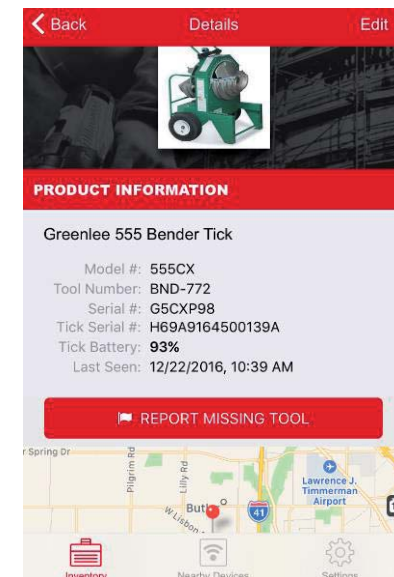 Back Details Edit
PRODUCT INFORMATION
Greenlee 555 Bender Tick
Model #: 555CX
Tool Number: BND-772
Serial #: G5CXP98
Tick Serial #: H69A9164500139A
Tick Battery: 93%
Last Seen: 12/22/2016, 10:39 AM
REPORT MISSING TOOL
r Spring Dr
Pilgrim Rd
Lilly Rd
Lawrence J.
Timmerman
Airport
But
41
W Lisbon
Inventory Nearby Devices Settings